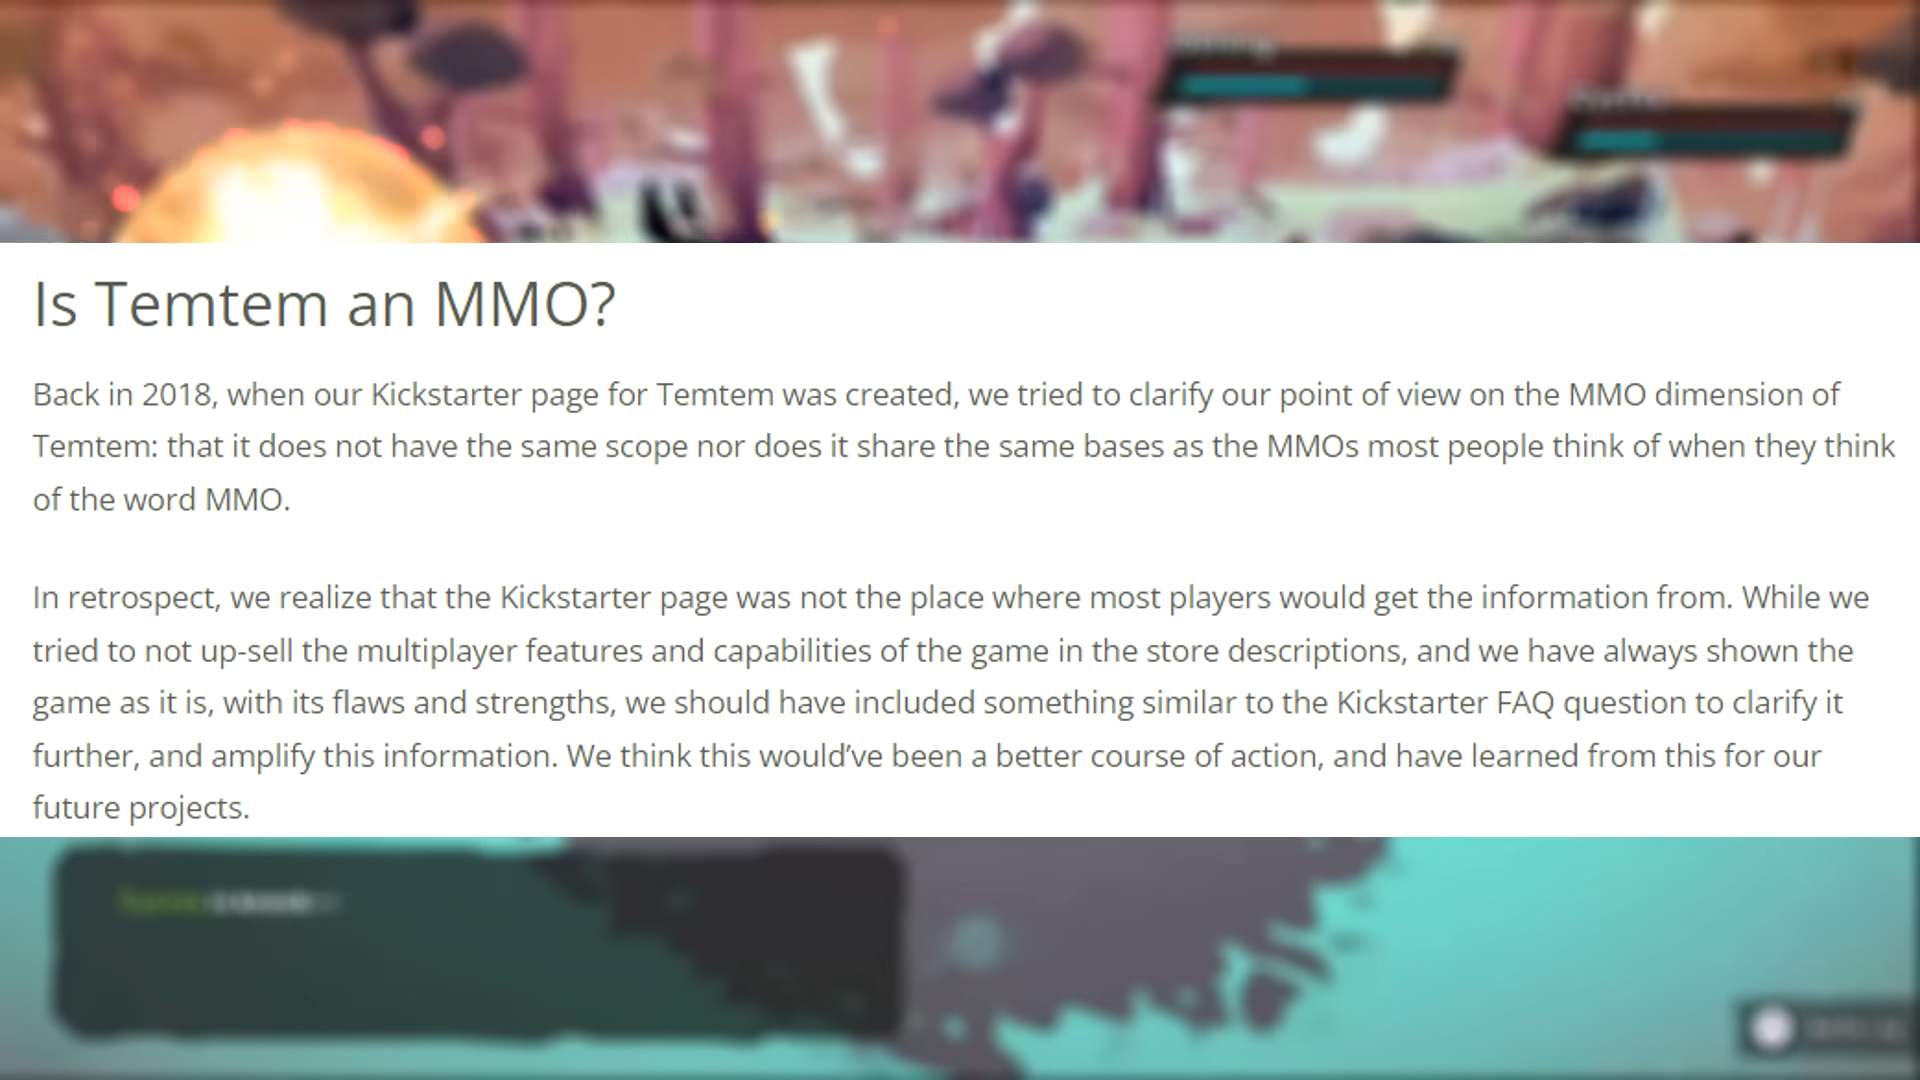 Is Temtem an MMO?
Back in 2018, when our Kickstarter page for Temtem was created, we tried to clarify our point of view on the MMO dimension of
Temtem: that it does not have the same scope nor does it share the same bases as the MMOs most people think of when they think
of the word MMO.
In retrospect, we realize that the Kickstarter page was not the place where most players would get the information from. While we
tried to not up-sell the multiplayer features and capabilities of the game in the store descriptions, and we have always shown the
game as it is, with its flaws and strengths, we should have included something similar to the Kickstarter FAQ question to clarify it
further, and amplify this information. We think this would’ve been a better course of action, and have learned from this for our
future projects.